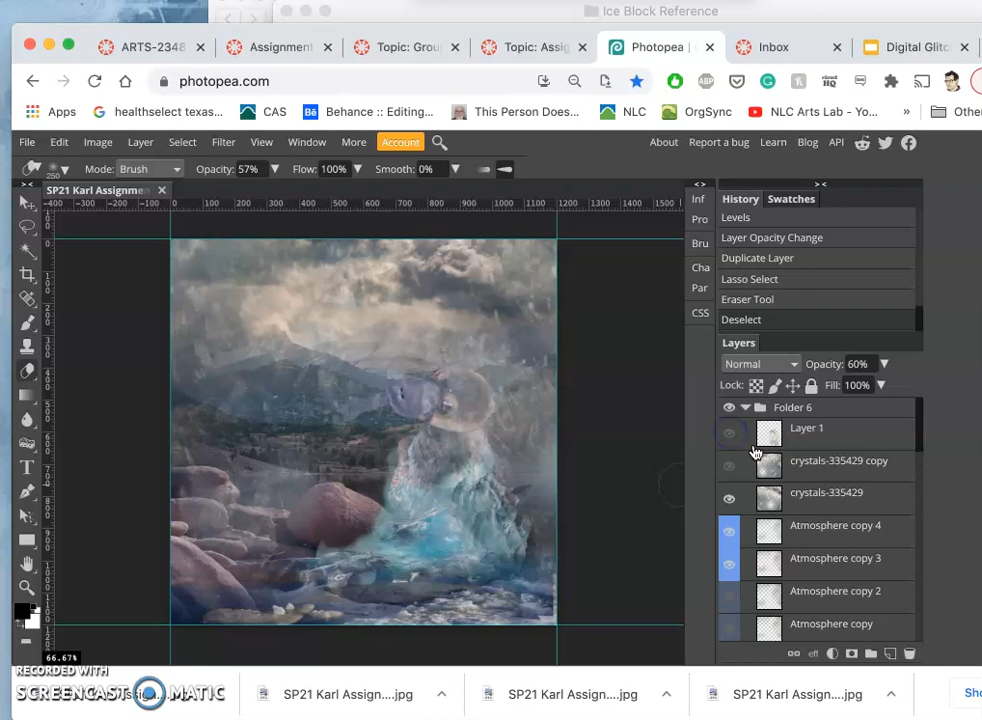 Ice Block Reference
ARTS-2348
Assignment
Topic: Grou
Topic: Assig
Photopea |
Inbox
Digital Glitc
photopea.com
Apps
healthselect texas...
CAS
Behance :: Editing...
This Person Does...
NLC
OrgSync
NLC Arts Lab - Yo...
»
Othe
File Edit Image Layer Select Filter View Window More Account
About Report a bug Learn Blog API
250
Mode: Brush
Opacity: 57%
Flow: 100%
Smooth: 0%
SP21 Karl Assignme
-400 -300 -200 -100 0 100 200 300 400 500 600 700 800 900 1000 1100 1200 1300 1400 1500
Inf
Pro
Bru
Cha
Par
CSS
History Swatches
Levels
Layer Opacity Change
Duplicate Layer
Lasso Select
Eraser Tool
Deselect
Layers
Normal Opacity: 60%
Lock: Fill: 100%
Folder 6
Layer 1
crystals-335429 copy
crystals-335429
Atmosphere copy 4
Atmosphere copy 3
Atmosphere copy 2
Atmosphere copy
eff
66.67%
RECORDED WITH
SCREENCAST MATIC
SP21 Karl Assign....jpg
SP21 Karl Assign....jpg
SP21 Karl Assign....jpg
Sho